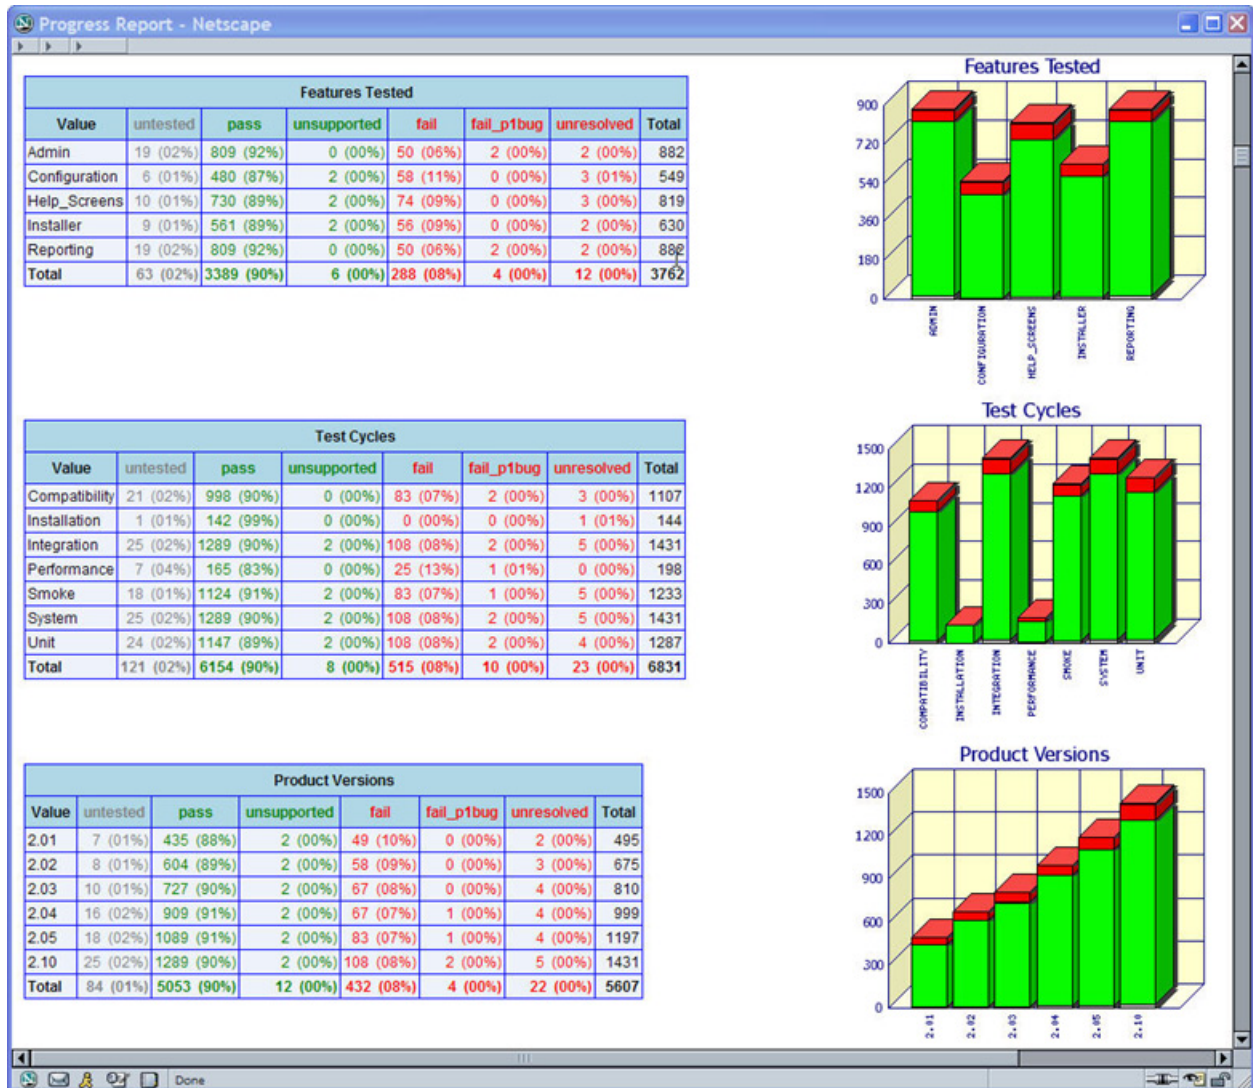 Progress Report - Netscape
Features Tested
Value untested pass unsupported fail fail_p1bug unresolved Total
Admin 19 (02%) 809 (92%) 0 (00%) 50 (06%) 2 (00%) 2 (00%) 882
Configuration 6 (01%) 480 (87%) 2 (00%) 58 (11%) 0 (00%) 3 (01%) 549
Help_Screens 10 (01%) 730 (89%) 2 (00%) 74 (09%) 0 (00%) 3 (00%) 819
Installer 9 (01%) 561 (89%) 2 (00%) 56 (09%) 0 (00%) 2 (00%) 630
Reporting 19 (02%) 809 (92%) 0 (00%) 50 (06%) 2 (00%) 2 (00%) 882
Total 63 (02%) 3389 (90%) 6 (00%) 288 (08%) 4 (00%) 12 (00%) 3762
Features Tested
900
720
540
360
180
0
ADMIN
CONFIGURATION
HELP_SCREENS
INSTALLER
REPORTING
Test Cycles
Value untested pass unsupported fail fail_p1bug unresolved Total
Compatibility 21 (02%) 998 (90%) 0 (00%) 83 (07%) 2 (00%) 3 (00%) 1107
Installation 1 (01%) 142 (99%) 0 (00%) 0 (00%) 0 (00%) 1 (01%) 144
Integration 25 (02%) 1289 (90%) 2 (00%) 108 (08%) 2 (00%) 5 (00%) 1431
Performance 7 (04%) 165 (83%) 0 (00%) 25 (13%) 1 (01%) 0 (00%) 198
Smoke 18 (01%) 1124 (91%) 2 (00%) 83 (07%) 1 (00%) 5 (00%) 1233
System 25 (02%) 1289 (90%) 2 (00%) 108 (08%) 2 (00%) 5 (00%) 1431
Unit 24 (02%) 1147 (89%) 2 (00%) 108 (08%) 2 (00%) 4 (00%) 1287
Total 121 (02%) 6154 (90%) 8 (00%) 515 (08%) 10 (00%) 23 (00%) 6831
Test Cycles
1500
1200
900
600
300
0
COMPATIBILITY
INSTALLATION
INTEGRATION
PERFORMANCE
SMOKE
SYSTEM
UNIT
Product Versions
Value untested pass unsupported fail fail_p1bug unresolved Total
2.01 7 (01%) 435 (88%) 2 (00%) 49 (10%) 0 (00%) 2 (00%) 495
2.02 8 (01%) 604 (89%) 2 (00%) 58 (09%) 0 (00%) 3 (00%) 675
2.03 10 (01%) 727 (90%) 2 (00%) 67 (08%) 0 (00%) 4 (00%) 810
2.04 16 (02%) 909 (91%) 2 (00%) 67 (07%) 1 (00%) 4 (00%) 999
2.05 18 (02%) 1089 (91%) 2 (00%) 83 (07%) 1 (00%) 4 (00%) 1197
2.10 25 (02%) 1289 (90%) 2 (00%) 108 (08%) 2 (00%) 5 (00%) 1431
Total 84 (01%) 5053 (90%) 12 (00%) 432 (08%) 4 (00%) 22 (00%) 5607
Product Versions
1500
1200
900
600
300
0
2.01
2.02
2.03
2.04
2.05
2.10
Done